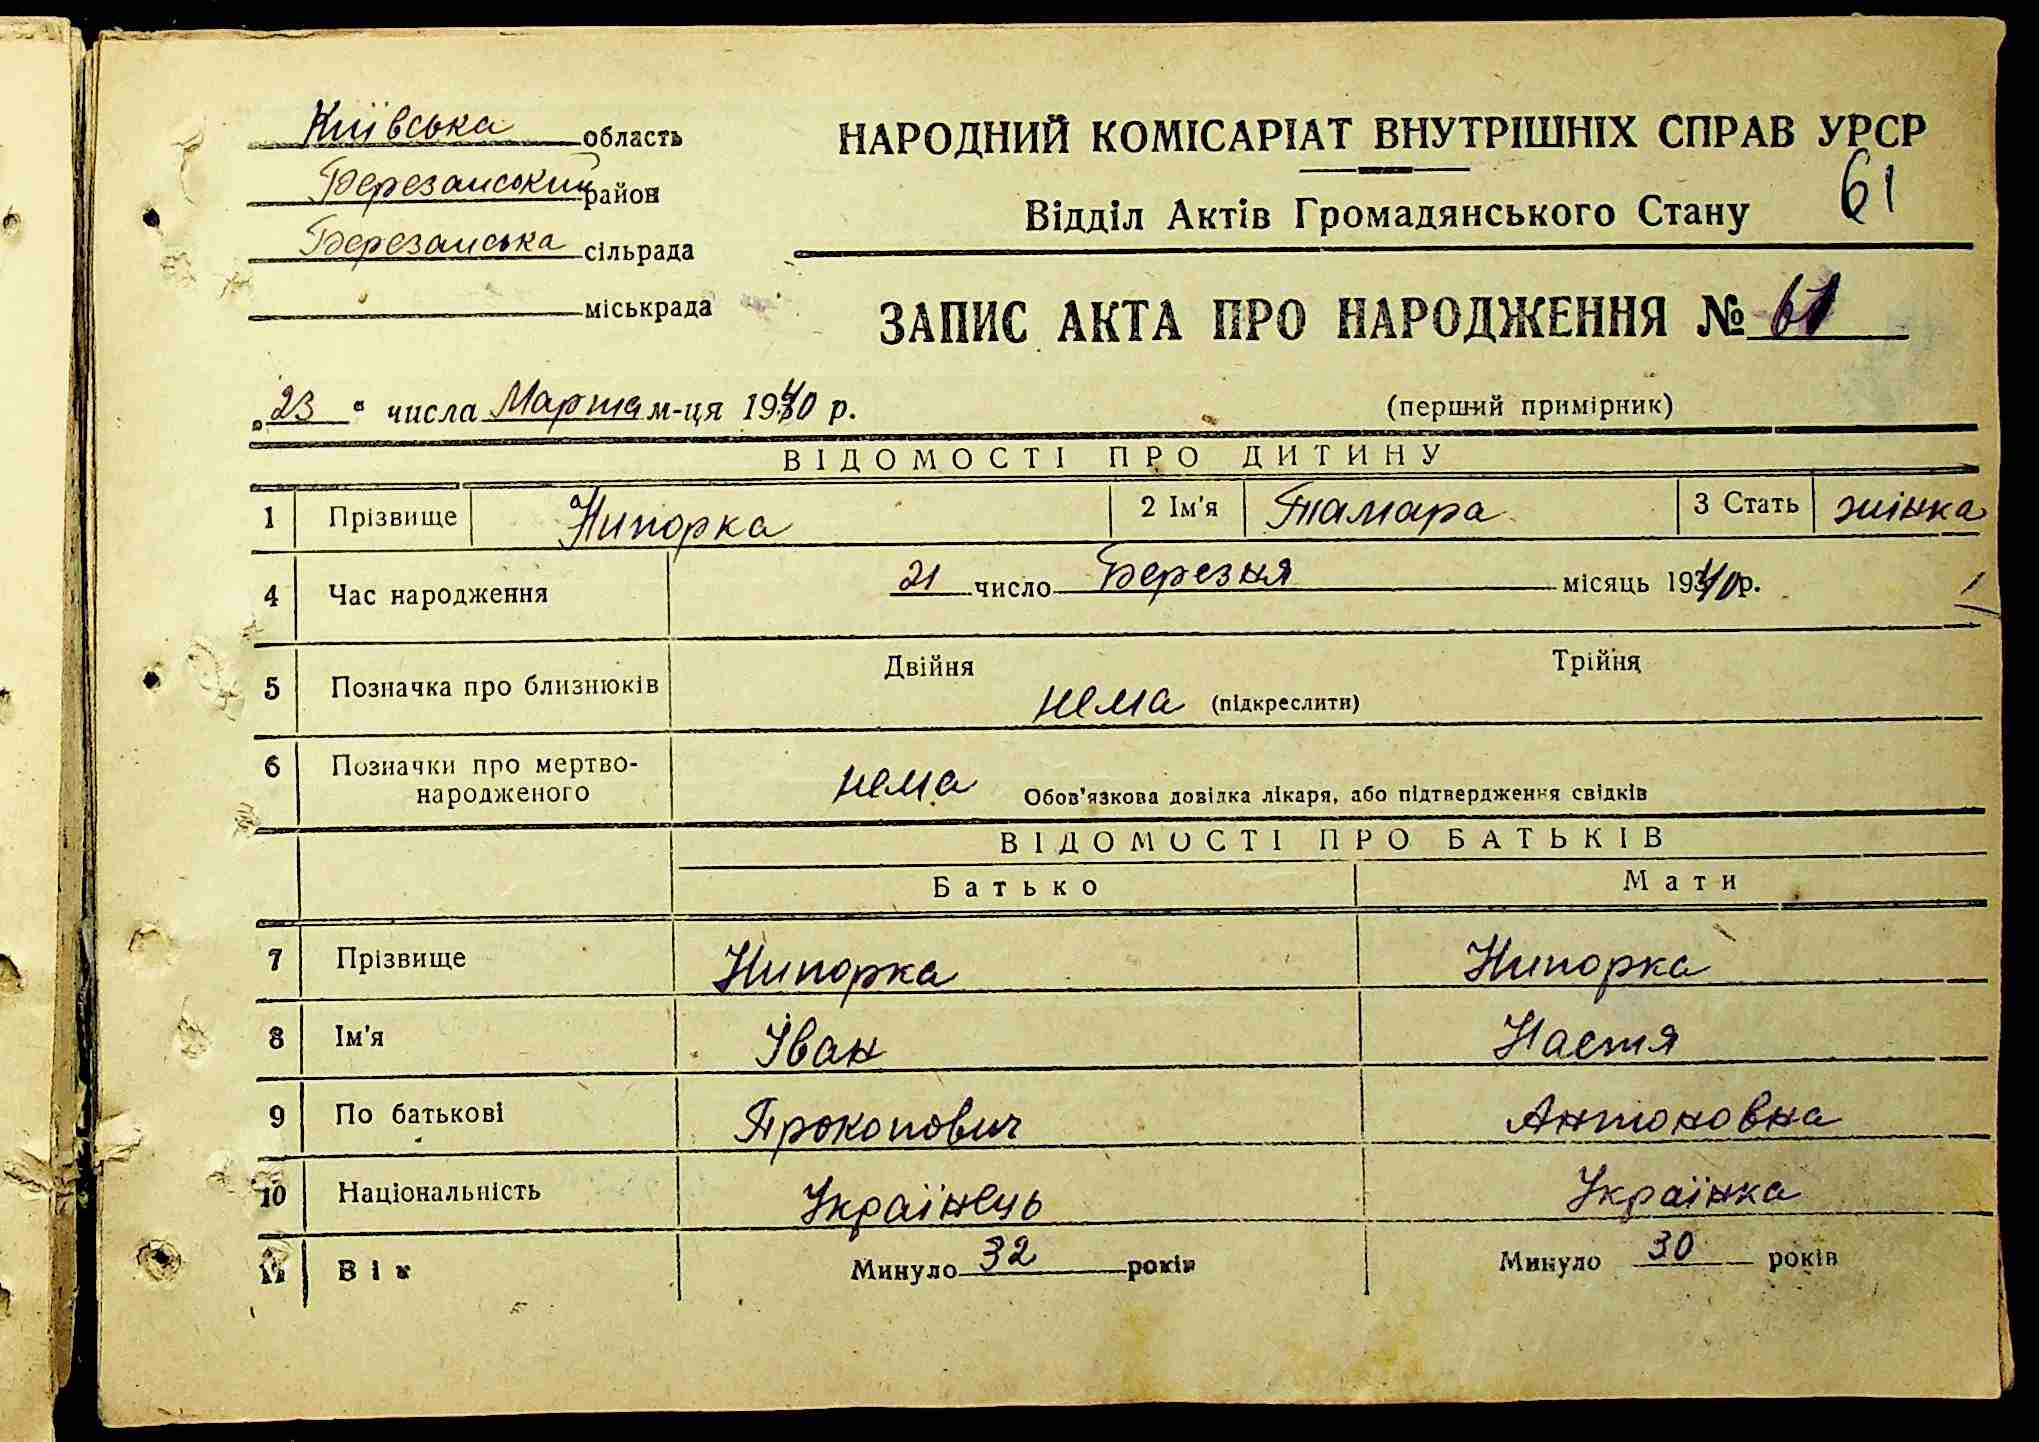 Київська область
Березанський район
Березанська сільрада
міськрада
НАРОДНИЙ КОМІСАРІАТ ВНУТРІШНІХ СПРАВ УРСР
61
Відділ Актів Громадянського Стану
ЗАПИС АКТА ПРО НАРОДЖЕННЯ № 61
„23“ числа Марта м-ця 1940 р.
(перший примірник)
ВІДОМОСТІ ПРО ДИТИНУ
1 Прізвище Нипорка 2 Ім'я Тамара 3 Стать жінка
4 Час народження 21 число Березня місяць 1940 р.
5 Позначка про близнюків Двійня Трійня
нема (підкреслити)
6 Позначки про мертво-
народженого нема Обов'язкова довідка лікаря, або підтвердження свідків
ВІДОМОСТІ ПРО БАТЬКІВ
Батько Мати
7 Прізвище Нипорка Нипорка
8 Ім'я Іван Настя
9 По батькові Прокопович Антоновна
10 Національність Українець Українка
11 Вік Минуло 32 років Минуло 30 років